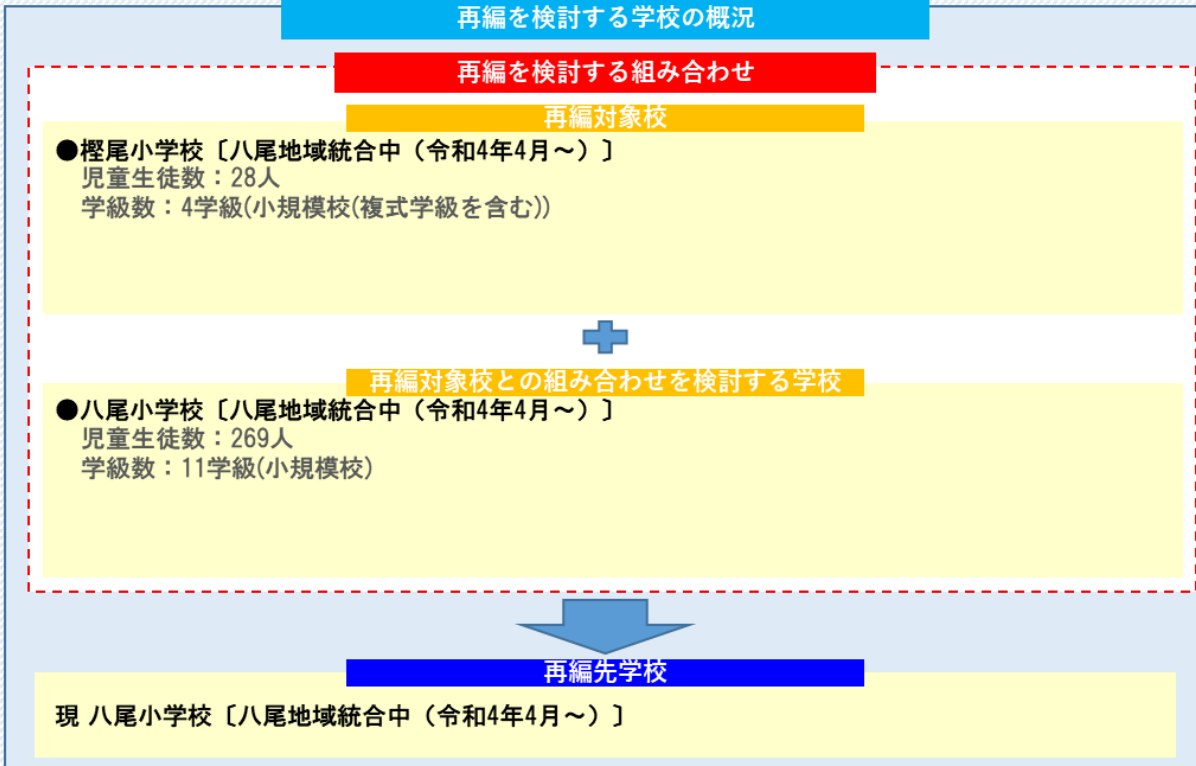 再編を検討する学校の概況
再編を検討する組み合わせ
再編対象校
●樫尾小学校〔八尾地域統合中（令和4年4月～）〕
児童生徒数：28人
学級数：4学級(小規模校(複式学級を含む))
再編対象校との組み合わせを検討する学校
●八尾小学校〔八尾地域統合中（令和4年4月～）〕
児童生徒数：269人
学級数：11学級(小規模校)
再編先学校
現 八尾小学校〔八尾地域統合中（令和4年4月～）〕